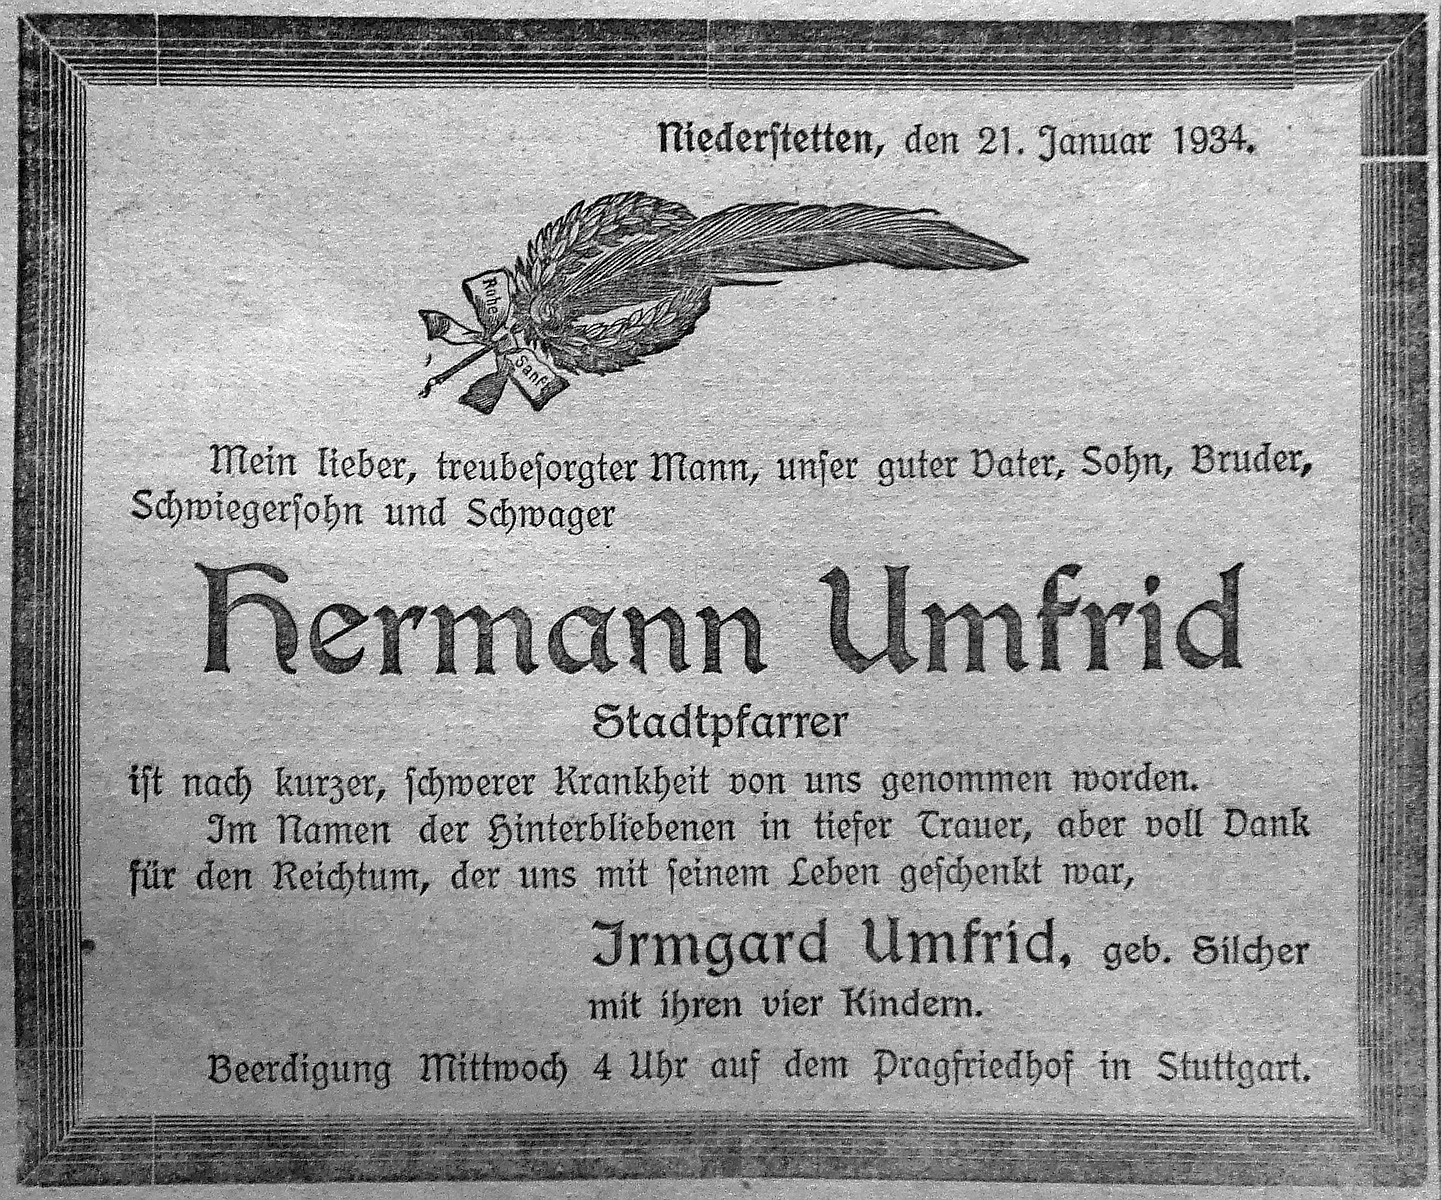 Niederſtetten, den 21. Januar 1934.
Ruhe
Sanft
Mein lieber, treubeſorgter Mann, unſer guter Vater, Sohn, Bruder,
Schwiegerſohn und Schwager
Hermann Umfrid
Stadtpfarrer
iſt nach kurzer, ſchwerer Krankheit von uns genommen worden.
Im Namen der Hinterbliebenen in tiefer Trauer, aber voll Dank
für den Reichtum, der uns mit ſeinem Leben geſchenkt war,
Irmgard Umfrid, geb. Silcher
mit ihren vier Kindern.
Beerdigung Mittwoch 4 Uhr auf dem Pragfriedhof in Stuttgart.